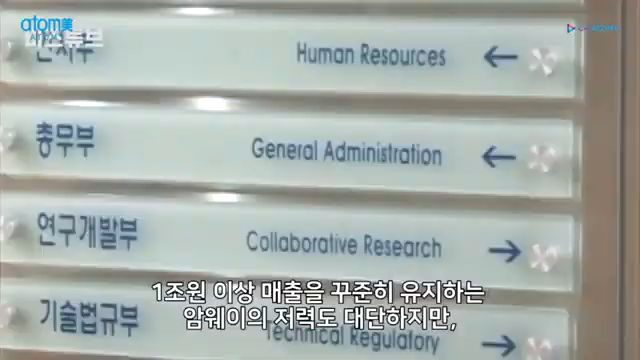 atom美
Human Resources
총무부 General Administration
연구개발부 Collaborative Research
기술법규부 Technical Regulatory
1조원 이상 매출을 꾸준히 유지하는
암웨이의 저력도 대단하지만,